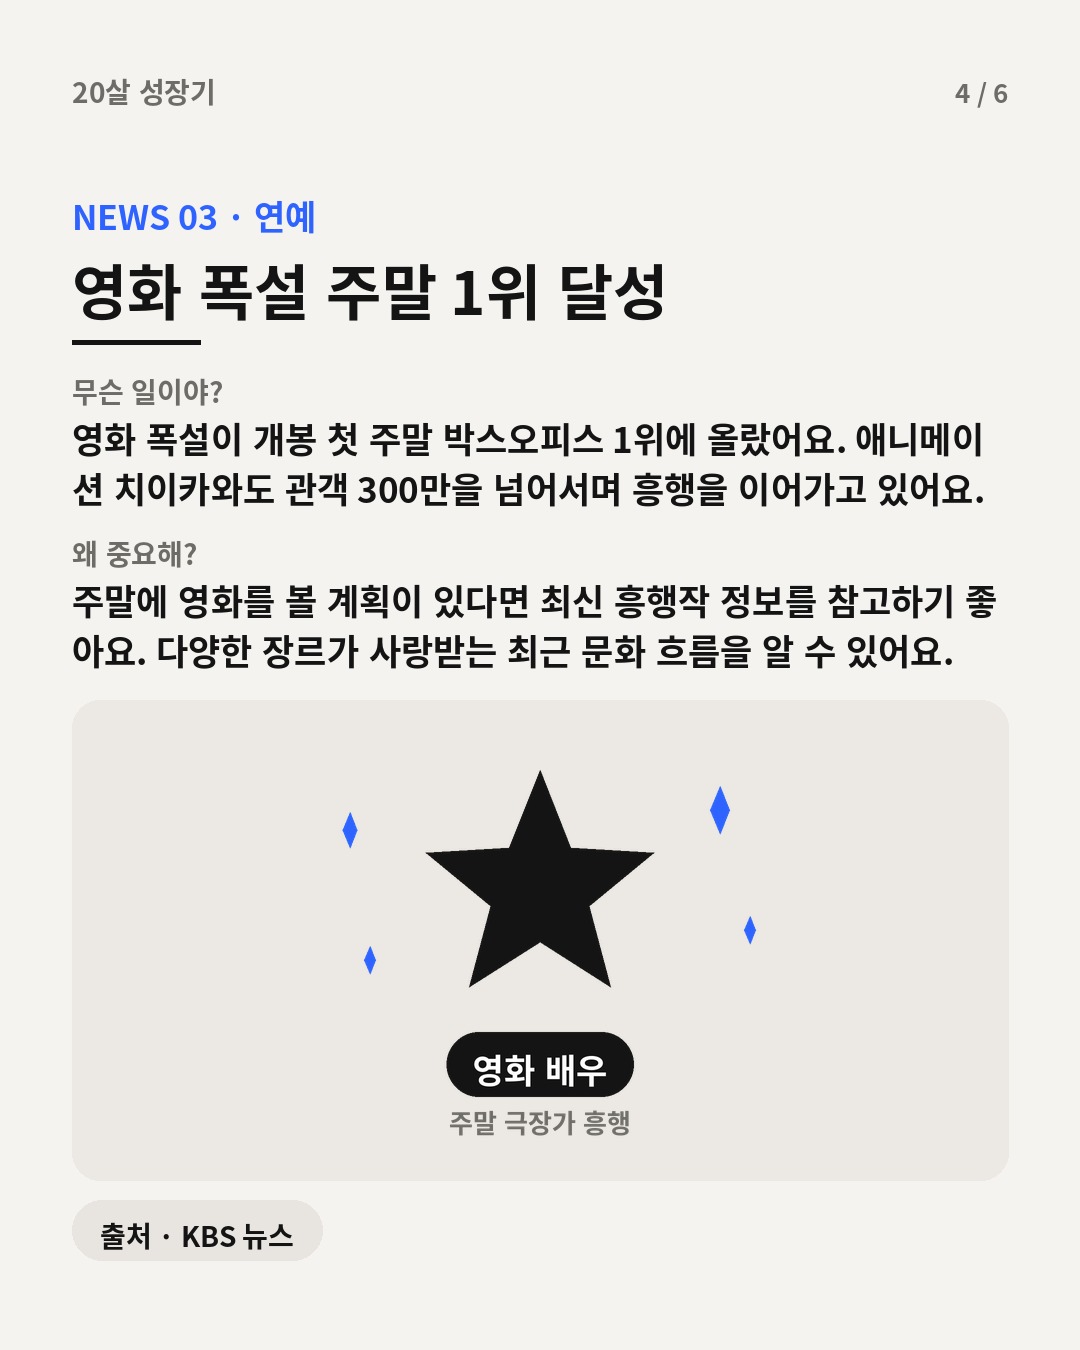 20살 성장기
4 / 6
NEWS 03 · 연예
영화 폭설 주말 1위 달성
무슨 일이야?
영화 폭설이 개봉 첫 주말 박스오피스 1위에 올랐어요. 애니메이
션 치이카와도 관객 300만을 넘어서며 흥행을 이어가고 있어요.
왜 중요해?
주말에 영화를 볼 계획이 있다면 최신 흥행작 정보를 참고하기 좋
아요. 다양한 장르가 사랑받는 최근 문화 흐름을 알 수 있어요.
영화 배우
주말 극장가 흥행
출처 · KBS 뉴스